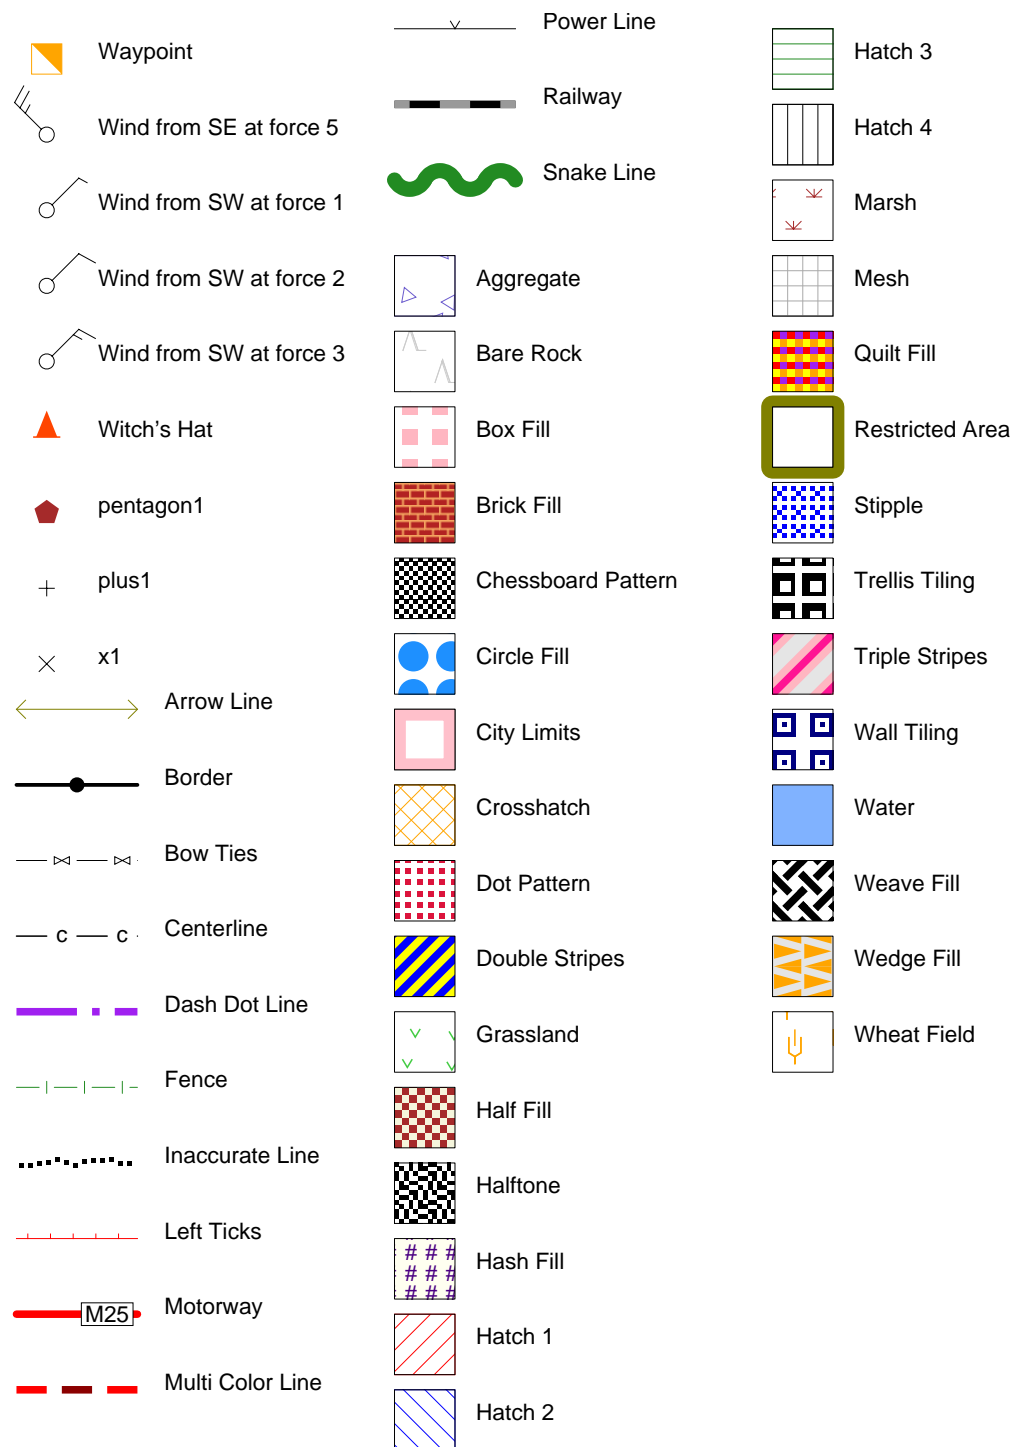 Waypoint
Wind from SE at force 5
Wind from SW at force 1
Wind from SW at force 2
Wind from SW at force 3
Witch's Hat
pentagon1
plus1
x1
Arrow Line
Border
Bow Ties
C C Centerline
Dash Dot Line
Fence
Inaccurate Line
Left Ticks
M25 Motorway
Multi Color Line
Power Line
Railway
Snake Line
Aggregate
Bare Rock
Box Fill
Brick Fill
Chessboard Pattern
Circle Fill
City Limits
Crosshatch
Dot Pattern
Double Stripes
Grassland
Half Fill
Halftone
# # # Hash Fill
# # #
# # #
Hatch 1
Hatch 2
Hatch 3
Hatch 4
Marsh
Mesh
Quilt Fill
Restricted Area
Stipple
Trellis Tiling
Triple Stripes
Wall Tiling
Water
Weave Fill
Wedge Fill
Wheat Field